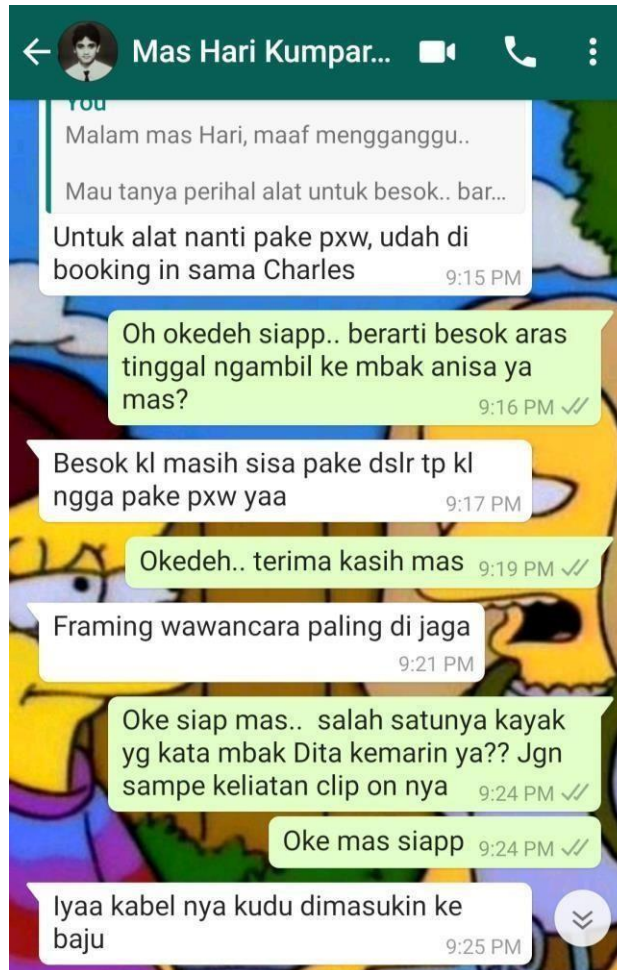 Mas Hari Kumpar...
You
Malam mas Hari, maaf mengganggu..
Mau tanya perihal alat untuk besok.. bar...
Untuk alat nanti pake pxw, udah di
booking in sama Charles
9:15 PM
Oh okedeh siapp.. berarti besok aras
tinggal ngambil ke mbak anisa ya
mas?
9:16 PM
Besok kl masih sisa pake dslr tp kl
ngga pake pxw yaa
9:17 PM
Okedeh.. terima kasih mas 9:19 PM
Framing wawancara paling di jaga
9:21 PM
Oke siap mas.. salah satunya kayak
yg kata mbak Dita kemarin ya?? Jgn
sampe keliatan clip on nya 9:24 PM
Oke mas siapp 9:24 PM
Iyaa kabel nya kudu dimasukin ke
baju
9:25 PM